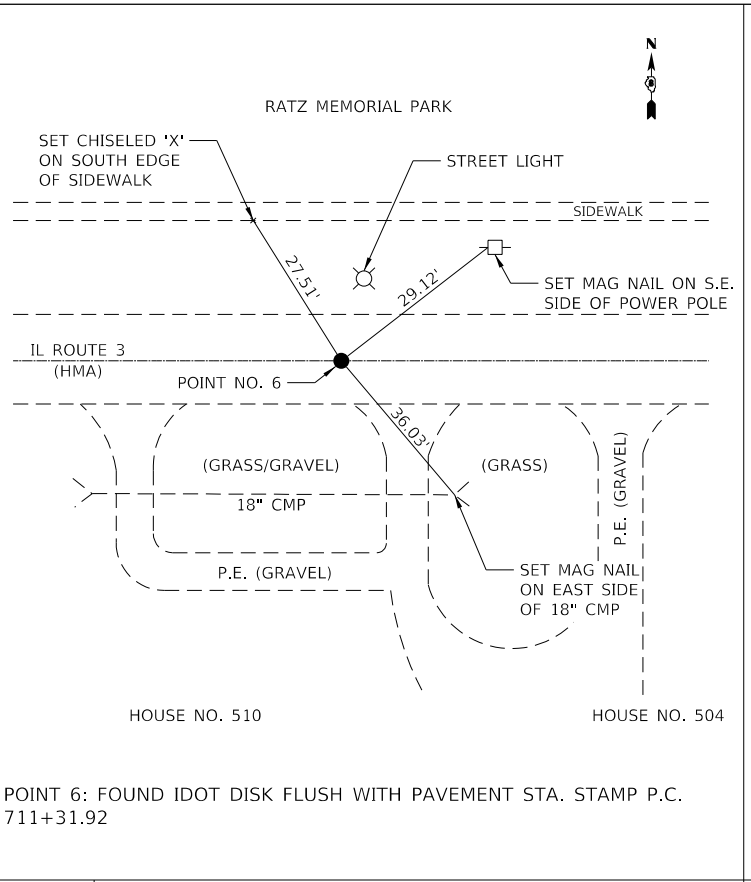 N
RATZ MEMORIAL PARK
SET CHISELED 'X'
ON SOUTH EDGE
OF SIDEWALK
STREET LIGHT
SIDEWALK
27.51'
29.12'
SET MAG NAIL ON S.E.
SIDE OF POWER POLE
IL ROUTE 3
(HMA)
POINT NO. 6
36.03'
(GRASS/GRAVEL)
(GRASS)
P.E. (GRAVEL)
18" CMP
P.E. (GRAVEL)
SET MAG NAIL
ON EAST SIDE
OF 18" CMP
HOUSE NO. 510
HOUSE NO. 504
POINT 6: FOUND IDOT DISK FLUSH WITH PAVEMENT STA. STAMP P.C.
711+31.92